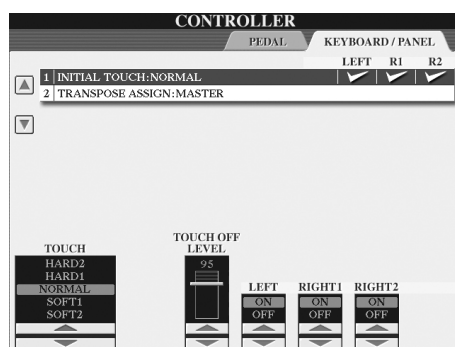 CONTROLLER
PEDAL KEYBOARD / PANEL
LEFT R1 R2
1 INITIAL TOUCH:NORMAL
2 TRANSPOSE ASSIGN:MASTER
TOUCH
HARD2
HARD1
NORMAL
SOFT1
SOFT2
TOUCH OFF
LEVEL
95
LEFT RIGHT1 RIGHT2
ON ON ON
OFF OFF OFF